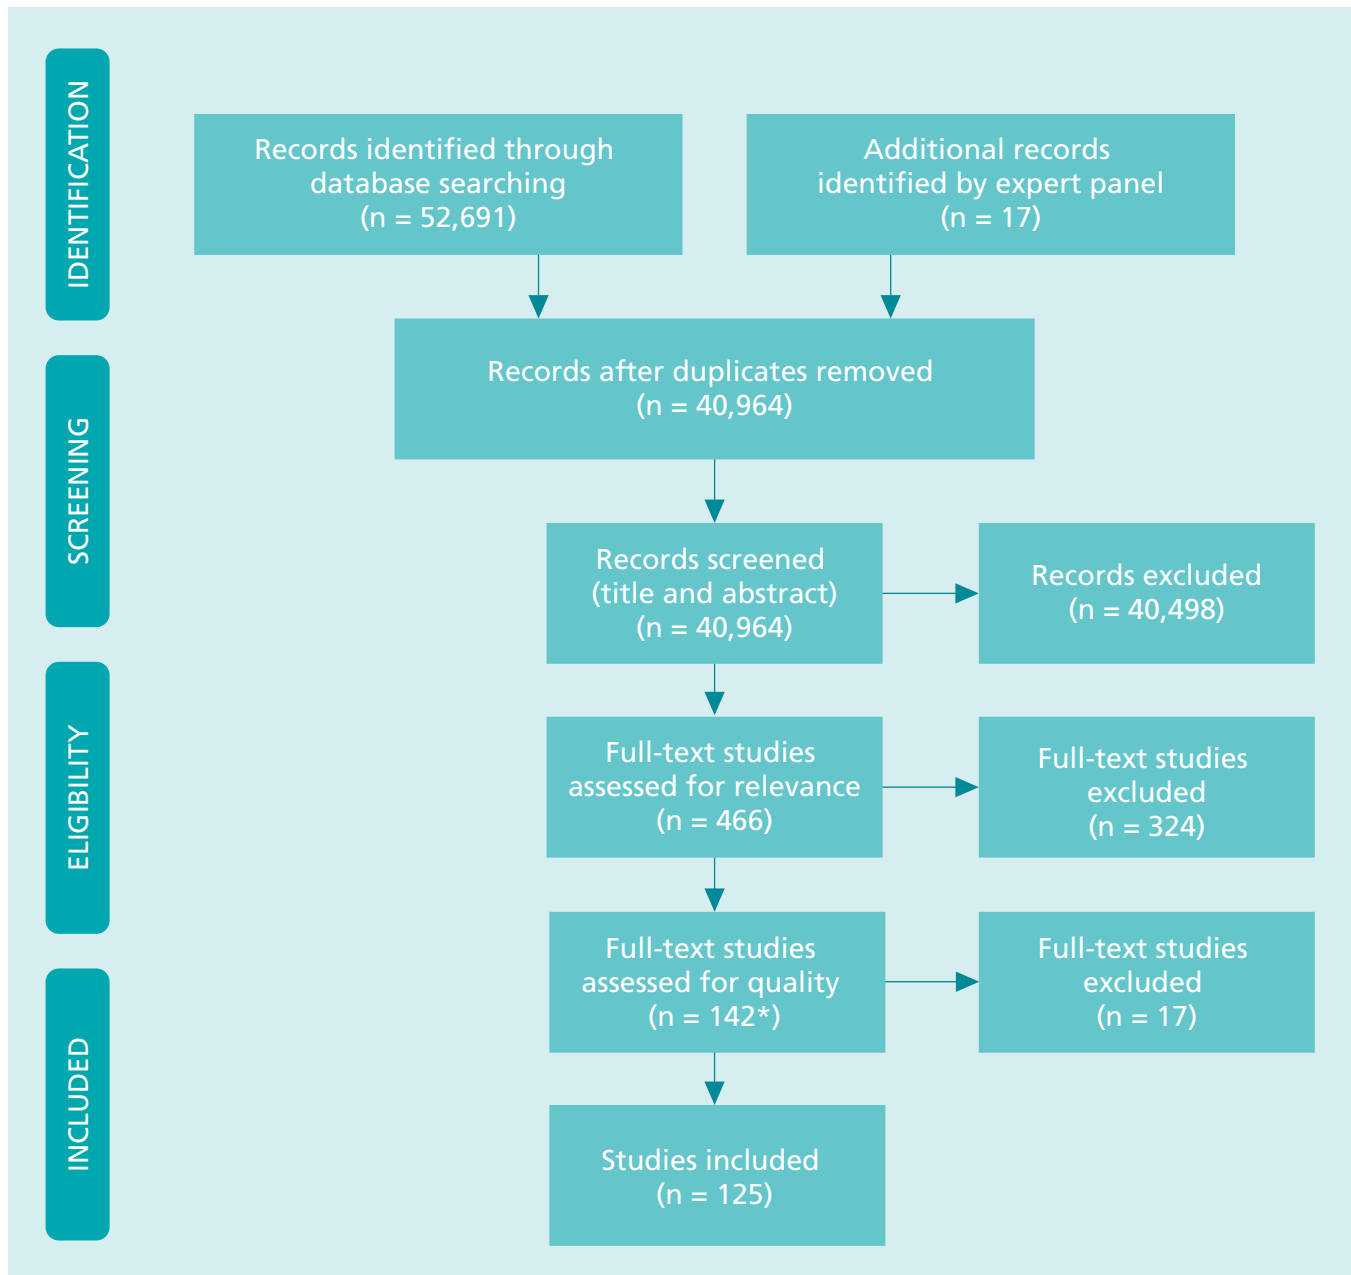 IDENTIFICATION
Records identified through
database searching
(n = 52,691)
Additional records
identified by expert panel
(n = 17)
Records after duplicates removed
(n = 40,964)
SCREENING
Records screened
(title and abstract)
(n = 40,964)
Records excluded
(n = 40,498)
ELIGIBILITY
Full-text studies
assessed for relevance
(n = 466)
Full-text studies
excluded
(n = 324)
Full-text studies
assessed for quality
(n = 142*)
Full-text studies
excluded
(n = 17)
INCLUDED
Studies included
(n = 125)